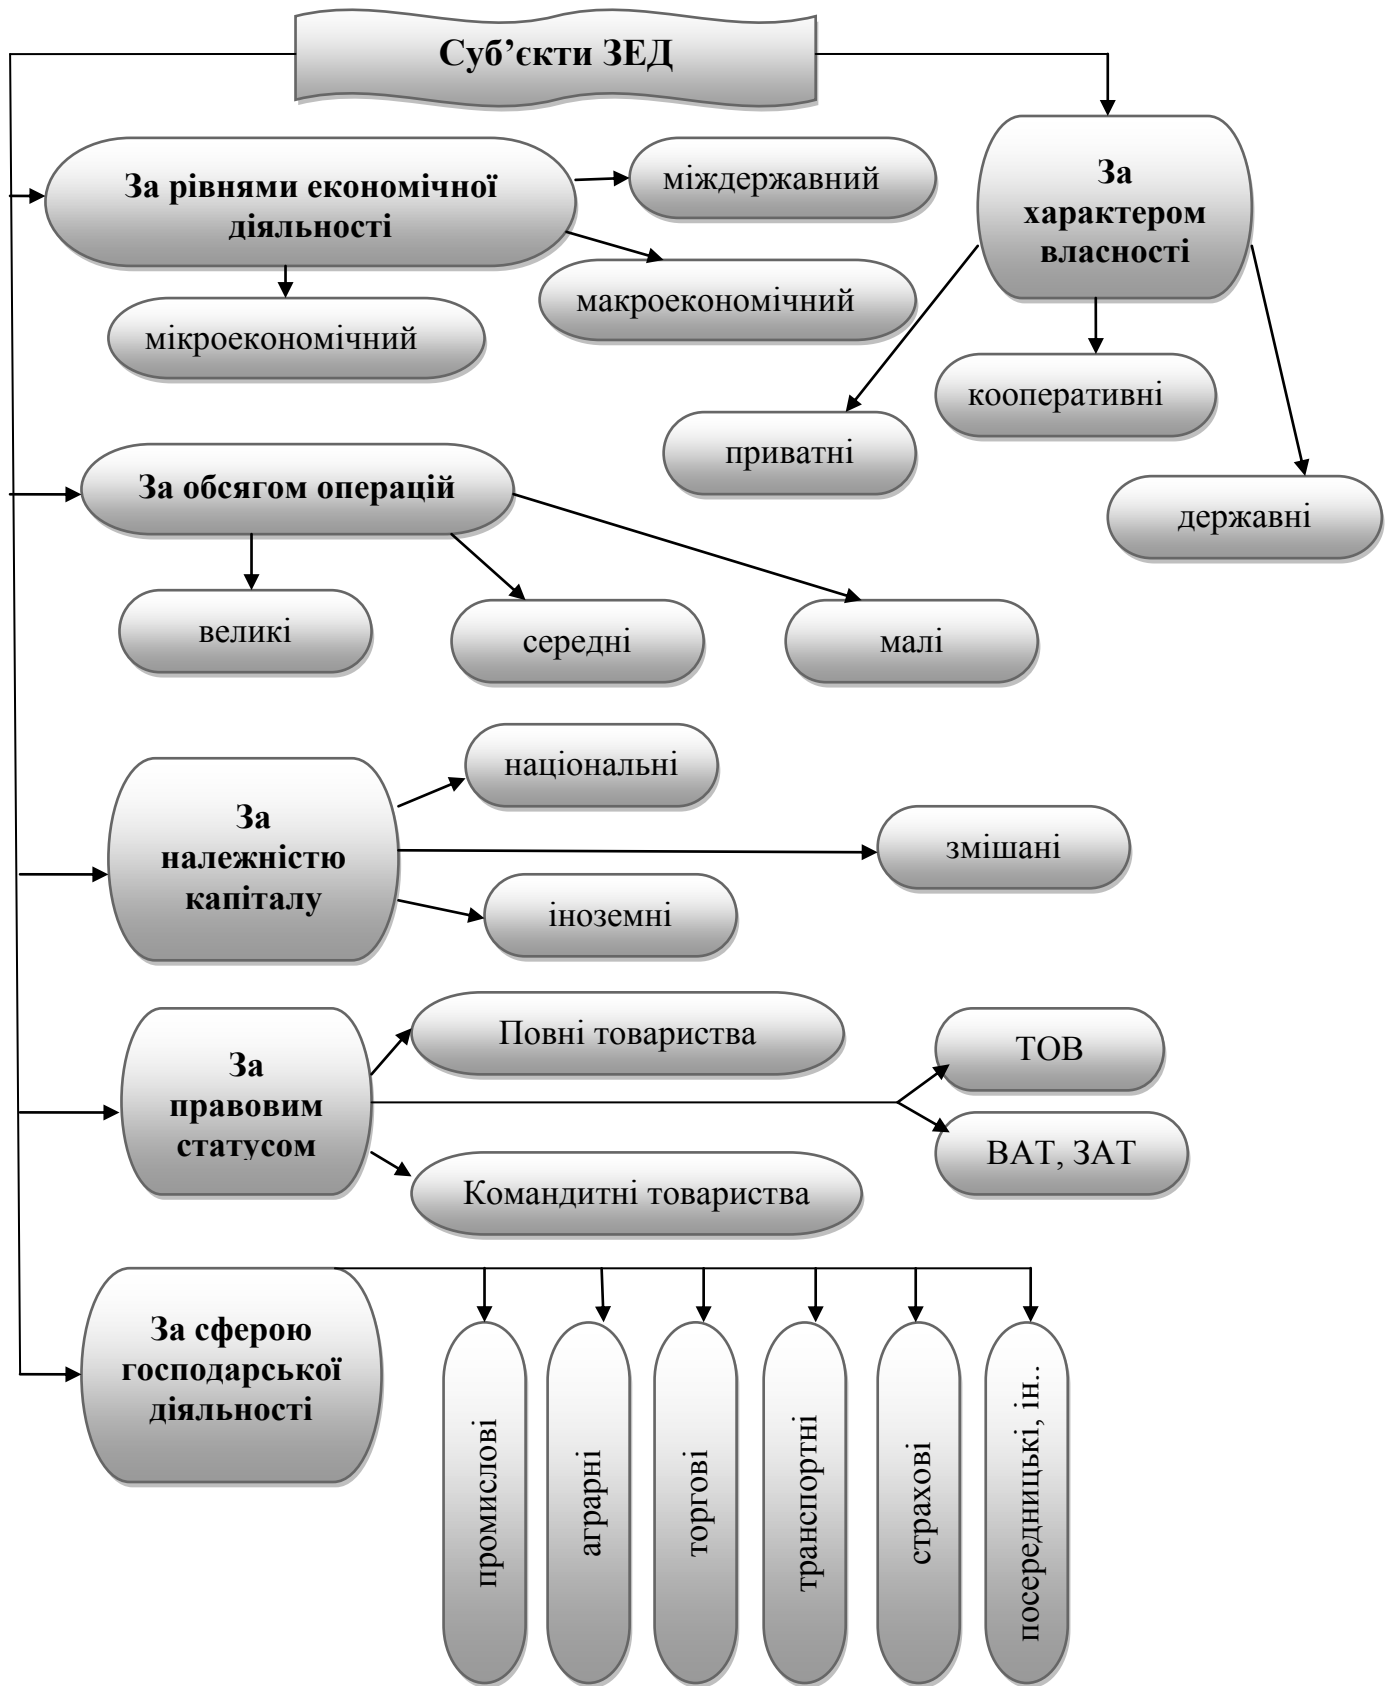 Суб’єкти ЗЕД
За рівнями економічної
діяльності
міждержавний
макроекономічний
мікроекономічний
За
характером
власності
приватні
кооперативні
державні
За обсягом операцій
великі
середні
малі
За
належністю
капіталу
національні
змішані
іноземні
За
правовим
статусом
Повні товариства
ТОВ
ВАТ, ЗАТ
Командитні товариства
За сферою
господарської
діяльності
промислові
аграрні
торгові
транспортні
страхові
посередницькі, ін..